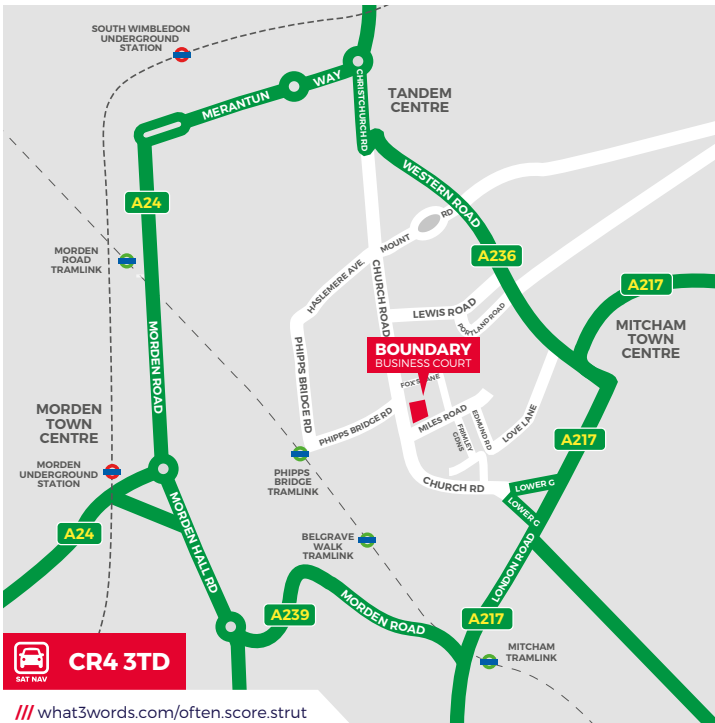 SOUTH WIMBLEDON
UNDERGROUND
STATION
MERANTUN
WAY
CHRISTCHURCH RD
TANDEM
CENTRE
WESTERN ROAD
A24
MORDEN
ROAD
TRAMLINK
MOUNT
RD
HASLEMERE AVE.
CHURCH ROAD
A236
A217
LEWIS ROAD
PORTLAND ROAD
MITCHAM
TOWN
CENTRE
MORDEN ROAD
PHIPPS BRIDGE RD
BOUNDARY
BUSINESS COURT
MORDEN
TOWN
CENTRE
PHIPPS BRIDGE RD
MILES ROAD
EDMUND RD
FRIMLEY
GDNS
LOVE LANE
A217
MORDEN
UNDERGROUND
STATION
PHIPPS
BRIDGE
TRAMLINK
CHURCH RD
LOWER G
LOWER G
A24
MORDEN HALL RD
BELGRAVE
WALK
TRAMLINK
LONDON ROAD
A239
MORDEN ROAD
A217
MITCHAM
TRAMLINK
SAT NAV
CR4 3TD
/// what3words.com/often.score.strut